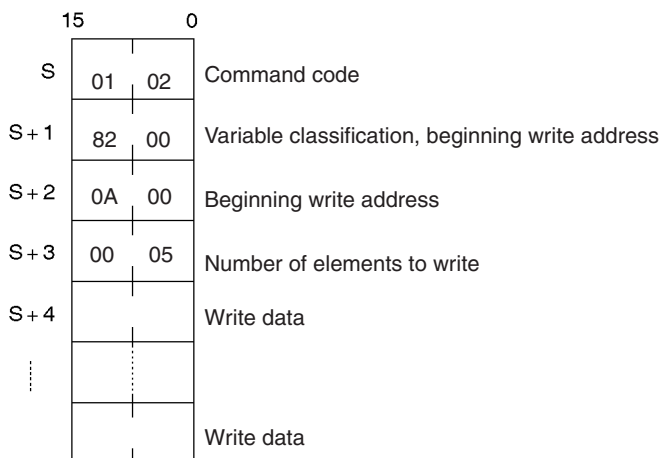 15 0
S 01 02 Command code
S+1 82 00 Variable classification, beginning write address
S+2 0A 00 Beginning write address
S+3 00 05 Number of elements to write
S+4 Write data
Write data